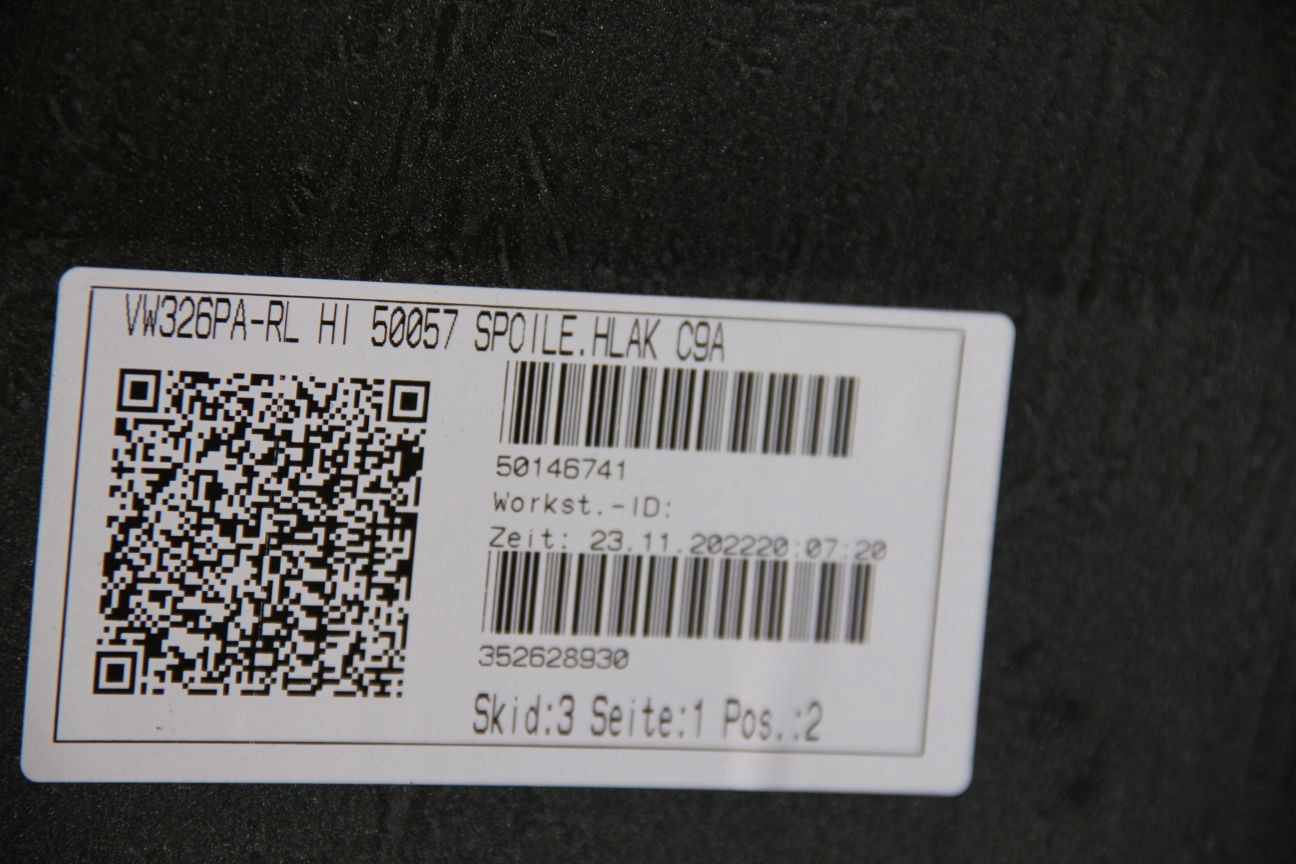 VW326PA-RL HI 50057 SPOILE.HLAK C9A
50146741
Workst.-ID:
Zeit: 23.11.202220:07:20
352628930
Skid:3 Seite:1 Pos.:2